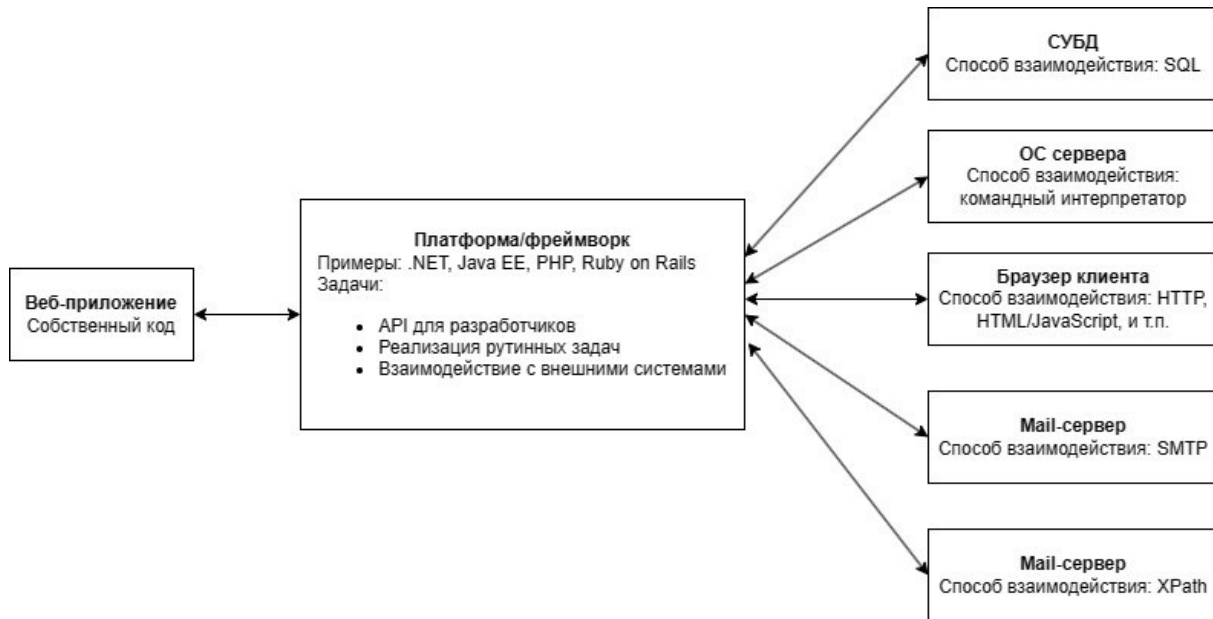 Веб-приложение
Собственный код
Платформа/фреймворк
Примеры: .NET, Java EE, PHP, Ruby on Rails
Задачи:
• API для разработчиков
• Реализация рутинных задач
• Взаимодействие с внешними системами
СУБД
Способ взаимодействия: SQL
ОС сервера
Способ взаимодействия:
командный интерпретатор
Браузер клиента
Способ взаимодействия: HTTP,
HTML/JavaScript, и т.п.
Mail-сервер
Способ взаимодействия: SMTP
Mail-сервер
Способ взаимодействия: XPath